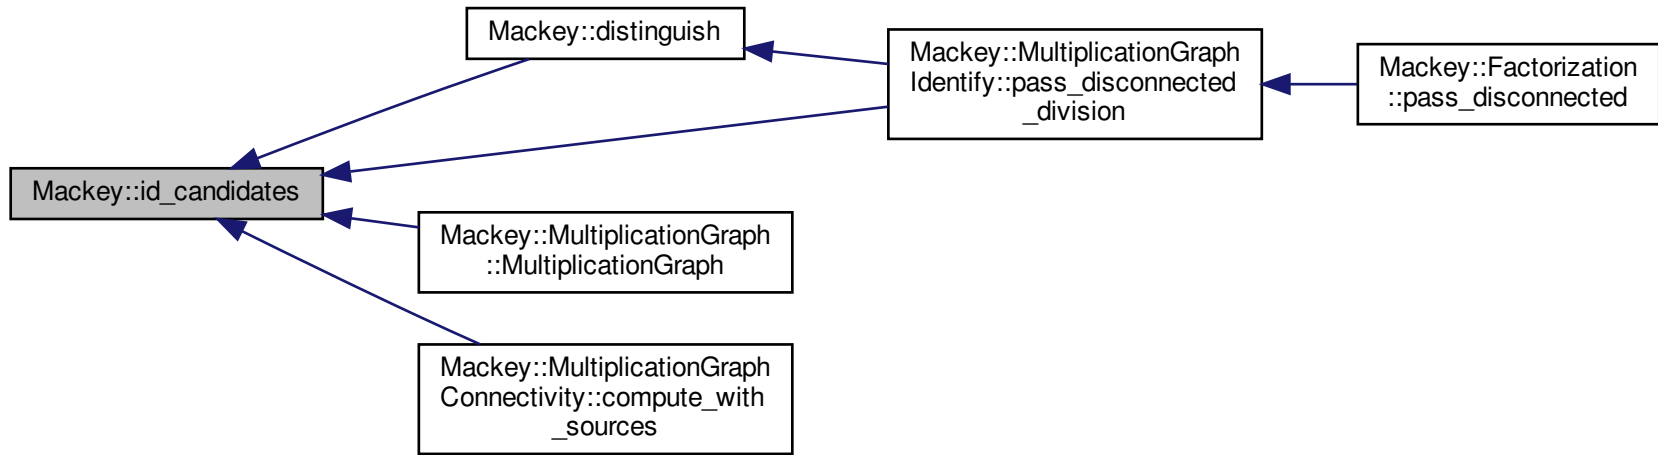 Mackey::id_candidates
Mackey::distinguish
Mackey::MultiplicationGraph
Identify::pass_disconnected
_division
Mackey::Factorization
::pass_disconnected
Mackey::MultiplicationGraph
::MultiplicationGraph
Mackey::MultiplicationGraph
Connectivity::compute_with
_sources